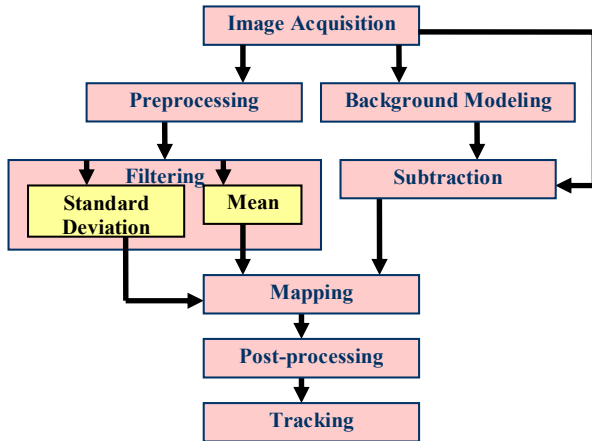 Image Acquisition
Preprocessing
Background Modeling
Filtering
Subtraction
Standard
Deviation
Mean
Mapping
Post-processing
Tracking